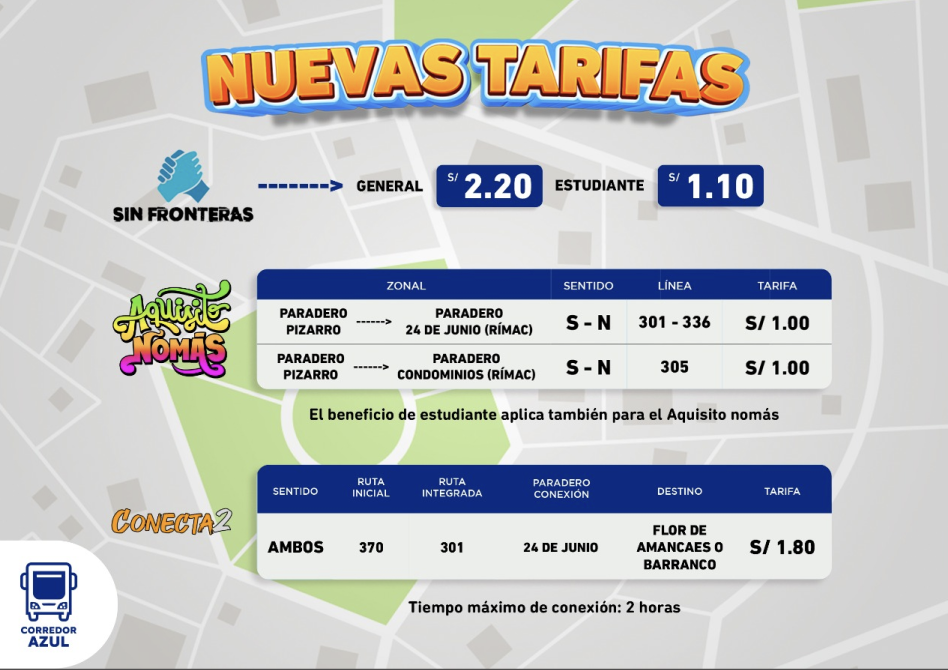 NUEVAS TARIFAS
SIN FRONTERAS
GENERAL S/ 2.20 ESTUDIANTE S/ 1.10
Aquisito
NOMÁS
ZONAL SENTIDO LÍNEA TARIFA
PARADERO PIZARRO ------> PARADERO 24 DE JUNIO (RÍMAC) S - N 301 - 336 S/ 1.00
PARADERO PIZARRO ------> PARADERO CONDOMINIOS (RÍMAC) S - N 305 S/ 1.00
El beneficio de estudiante aplica también para el Aquisito nomás
CONECTA2
SENTIDO RUTA INICIAL RUTA INTEGRADA PARADERO CONEXIÓN DESTINO TARIFA
AMBOS 370 301 24 DE JUNIO FLOR DE AMANCAES O BARRANCO S/ 1.80
Tiempo máximo de conexión: 2 horas
CORREDOR
AZUL